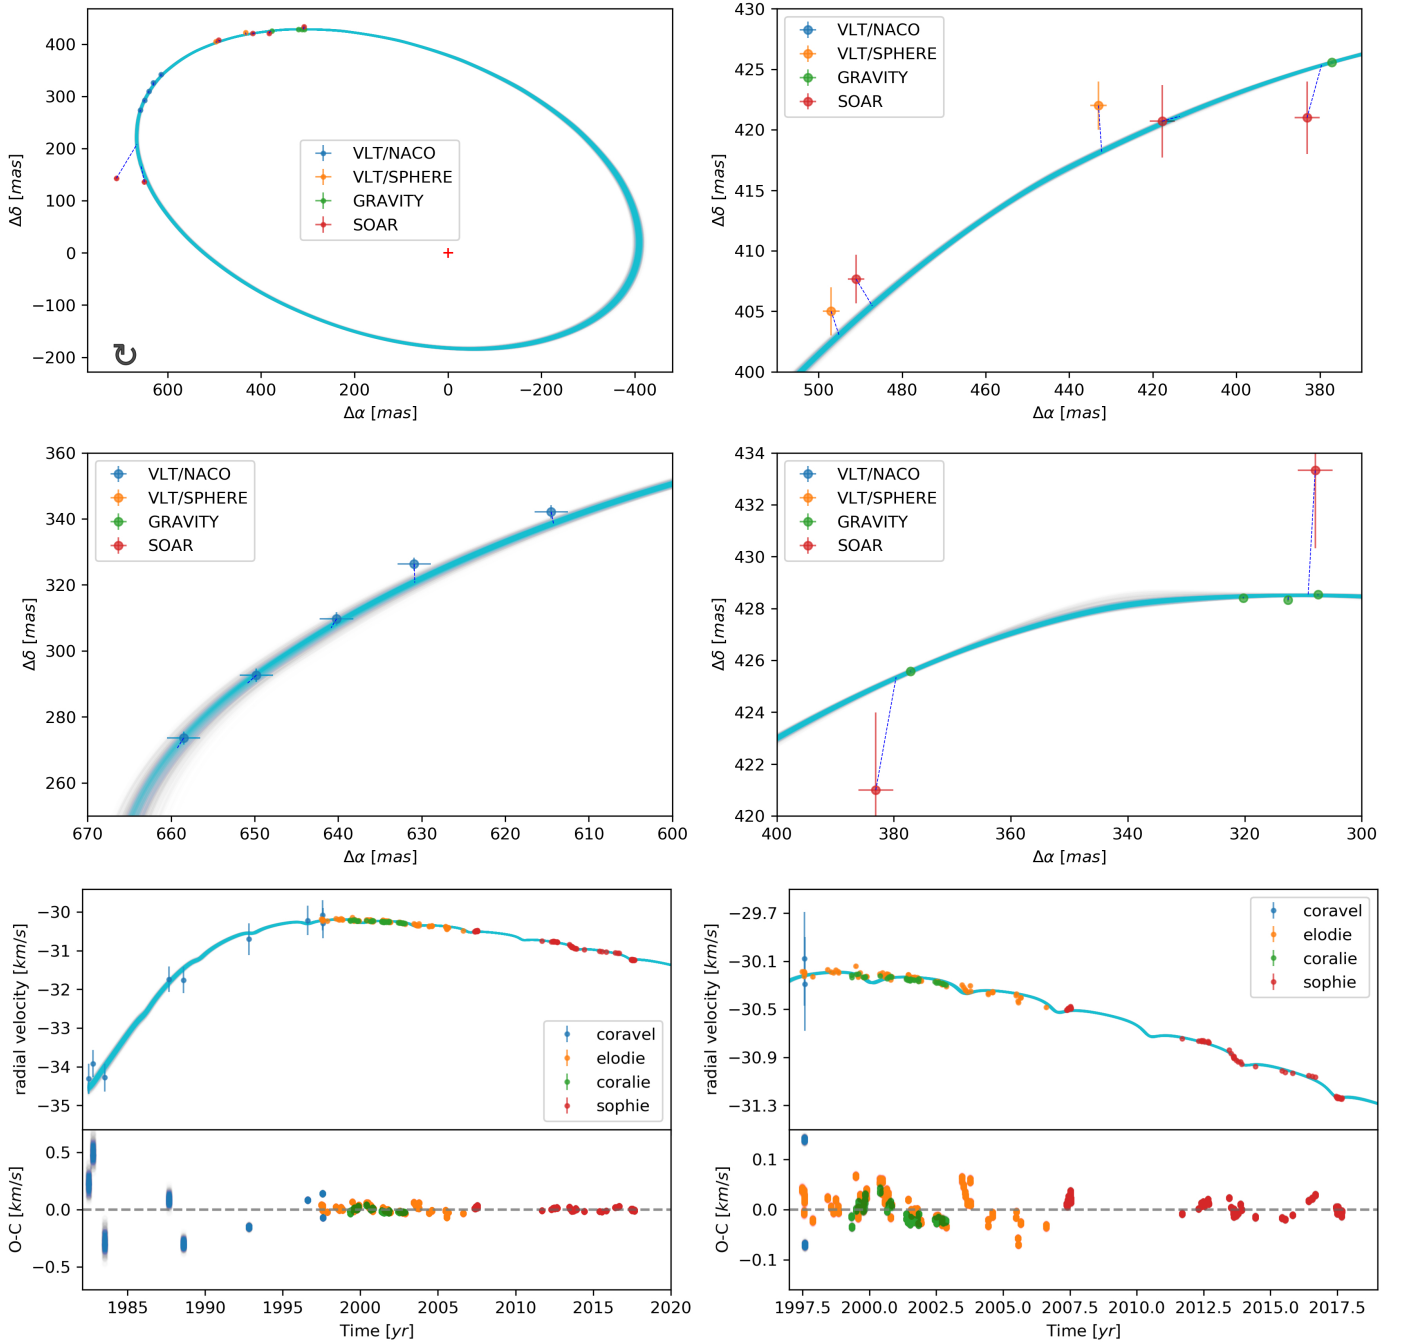 400
300
200
100
0
−100
−200
Δδ [mas]
VLT/NACO
VLT/SPHERE
GRAVITY
SOAR
600
400
200
0
−200
−400
Δα [mas]
430
425
420
415
410
405
400
Δδ [mas]
VLT/NACO
VLT/SPHERE
GRAVITY
SOAR
500
480
460
440
420
400
380
Δα [mas]
360
340
320
300
280
260
Δδ [mas]
VLT/NACO
VLT/SPHERE
GRAVITY
SOAR
670
660
650
640
630
620
610
600
Δα [mas]
434
432
430
428
426
424
422
420
Δδ [mas]
VLT/NACO
VLT/SPHERE
GRAVITY
SOAR
400
380
360
340
320
300
Δα [mas]
−30
−31
−32
−33
−34
−35
radial velocity [km/s]
coravel
elodie
coralie
sophie
0.5
0.0
−0.5
O-C [km/s]
1985
1990
1995
2000
2005
2010
2015
2020
Time [yr]
−29.7
−30.1
−30.5
−30.9
−31.3
radial velocity [km/s]
coravel
elodie
coralie
sophie
0.1
0.0
−0.1
O-C [km/s]
1997.5
2000.0
2002.5
2005.0
2007.5
2010.0
2012.5
2015.0
2017.5
Time [yr]